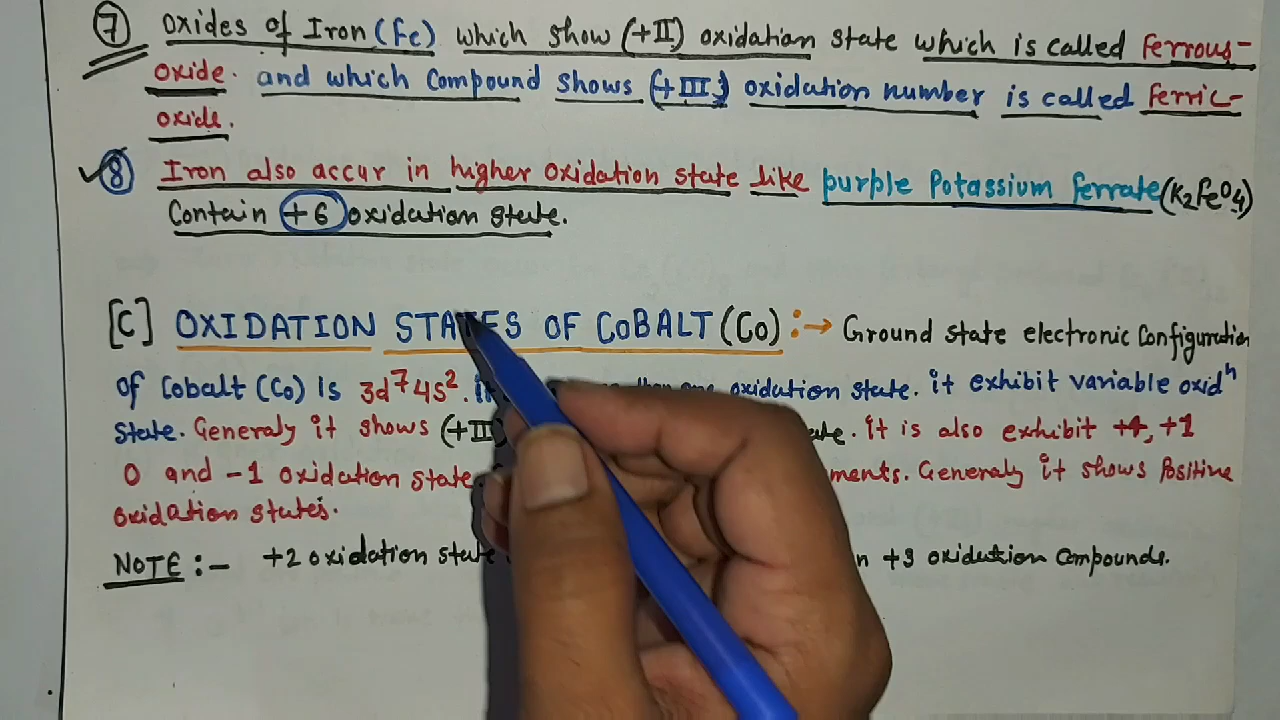 ⑦ Oxides of Iron (Fe) which show (+II) oxidation state which is called Ferrous-
oxide. and which Compound shows (+III) oxidation number is called Ferric-
oxide.
⑧ Iron also occur in higher oxidation state like purple Potassium ferrate (K2FeO4)
Contain +6 oxidation state.
[C] OXIDATION STATES OF COBALT (Co) :→ Ground state electronic Configuration
of Cobalt (Co) is 3d⁷4s². than one oxidation state. it exhibit variable oxidⁿ
state. Generaly it shows (+II) it is also exhibit +4, +1
0 and -1 oxidation state. Generaly it shows Positive
oxidation states.
NOTE :- +2 oxidation state +3 oxidation Compounds.